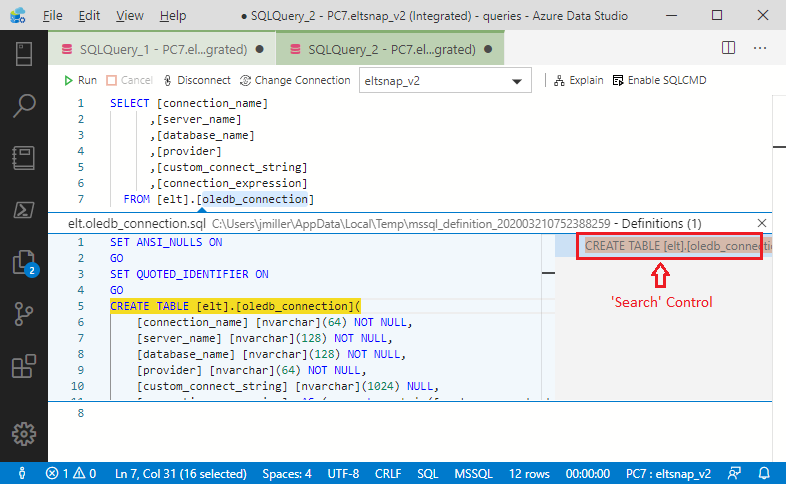 File Edit View Help ● SQLQuery_2 - PC7.eltsnap_v2 (Integrated) - queries - Azure Data Studio
SQLQuery_1 - PC7.el...grated) ● SQLQuery_2 - PC7.el...grated) ●
Run Cancel Disconnect Change Connection eltsnap_v2 Explain Enable SQLCMD
1 SELECT [connection_name]
2 ,[server_name]
3 ,[database_name]
4 ,[provider]
5 ,[custom_connect_string]
6 ,[connection_expression]
7 FROM [elt].[oledb_connection]
elt.oledb_connection.sql C:\Users\jmiller\AppData\Local\Temp\mssql_definition_202003210752388259 - Definitions (1)
1 SET ANSI_NULLS ON
2 GO
3 SET QUOTED_IDENTIFIER ON
4 GO
5 CREATE TABLE [elt].[oledb_connection](
6 [connection_name] [nvarchar](64) NOT NULL,
7 [server_name] [nvarchar](128) NOT NULL,
8 [database_name] [nvarchar](128) NOT NULL,
9 [provider] [nvarchar](64) NOT NULL,
10 [custom_connect_string] [nvarchar](1024) NULL,
CREATE TABLE [elt].[oledb_connecti
'Search' Control
8
2
1 0 Ln 7, Col 31 (16 selected) Spaces: 4 UTF-8 CRLF SQL MSSQL 12 rows 00:00:00 PC7 : eltsnap_v2